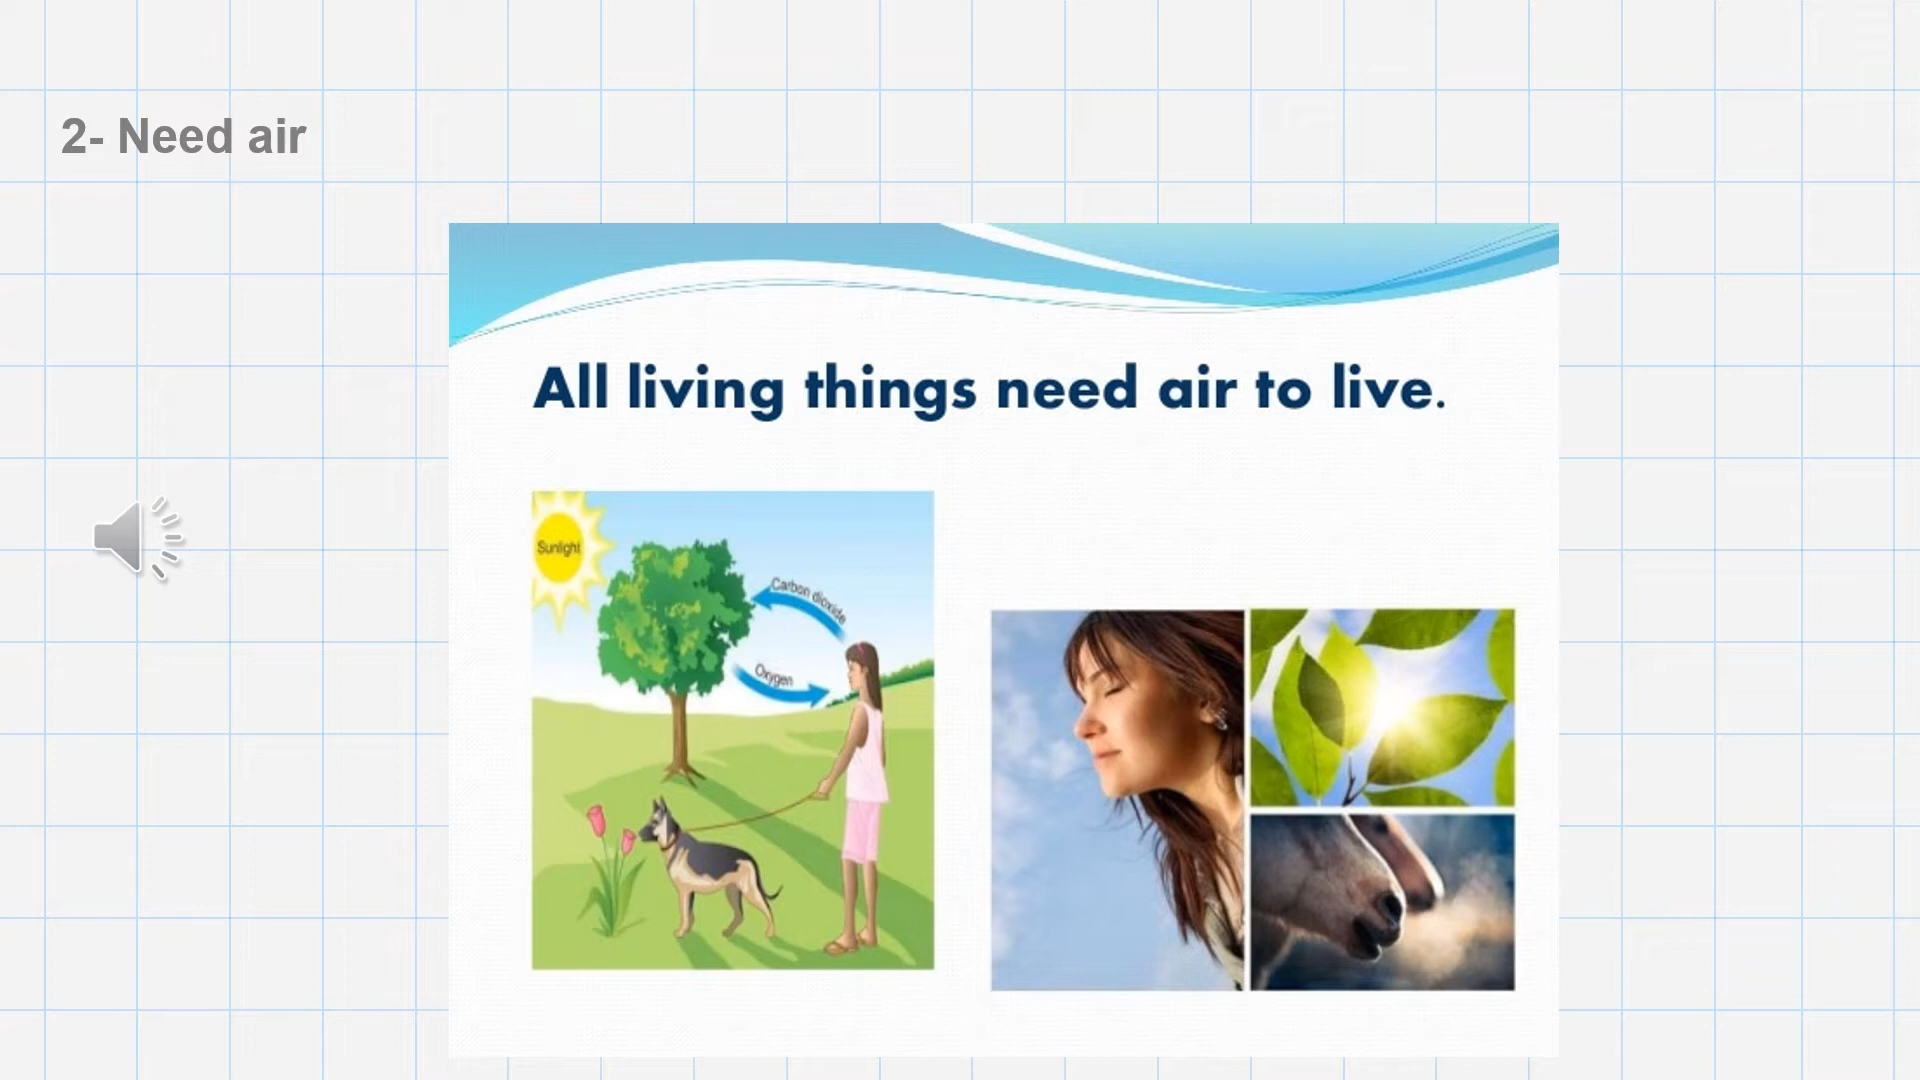 2- Need air
All living things need air to live.
Sunlight
Carbon dioxide
Oxygen